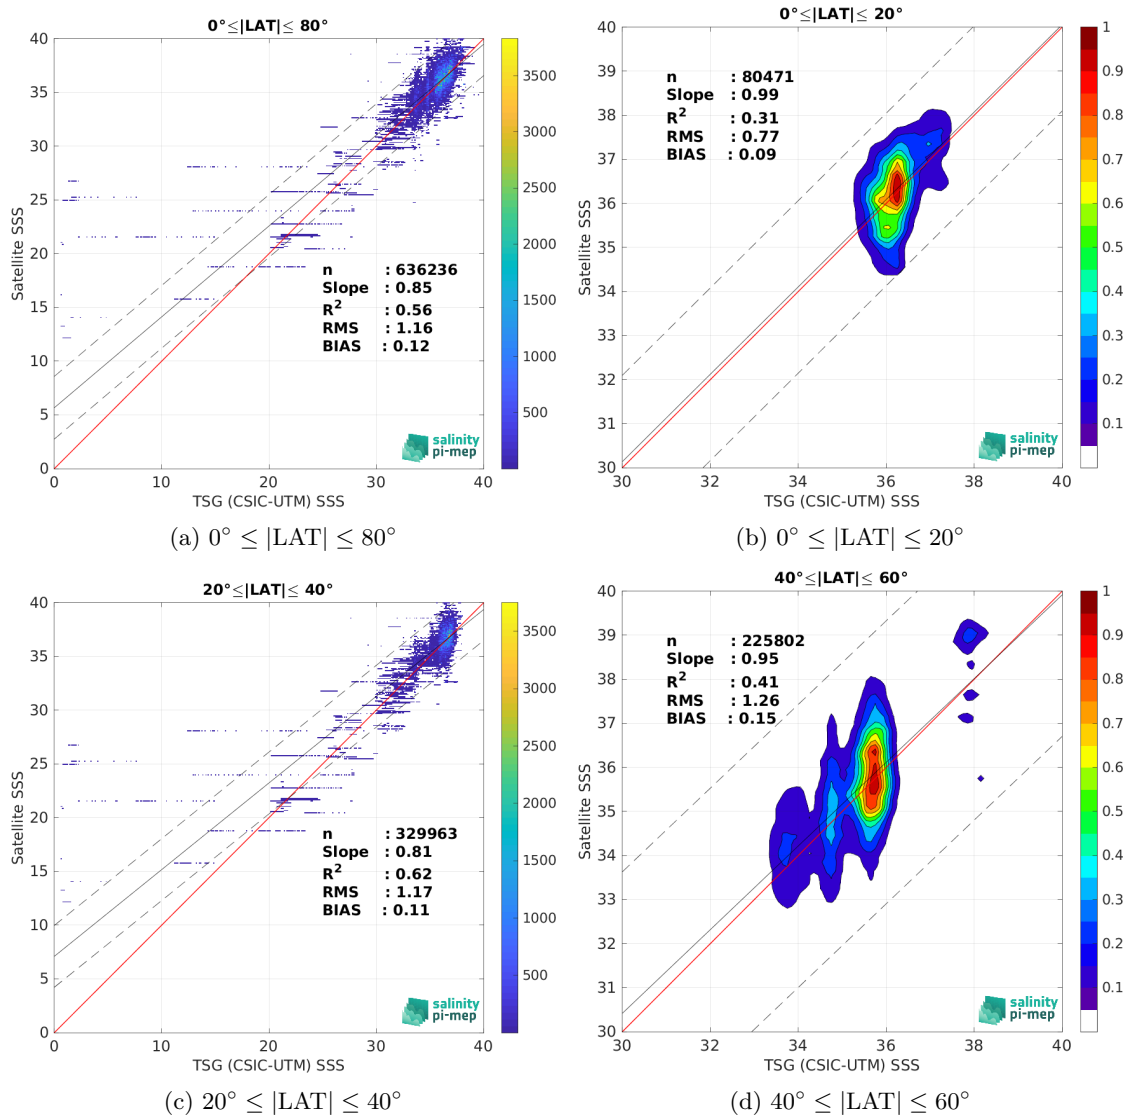 0°≤|LAT|≤ 80°
40
35
30
25
20
15
10
5
0
Satellite SSS
n : 636236
Slope : 0.85
R2 : 0.56
RMS : 1.16
BIAS : 0.12
salinity
pi-mep
0 10 20 30 40
TSG (CSIC-UTM) SSS
3500
3000
2500
2000
1500
1000
500
(a) 0° ≤ |LAT| ≤ 80°
0°≤|LAT|≤ 20°
40
39
38
37
36
35
34
33
32
31
30
Satellite SSS
n : 80471
Slope : 0.99
R2 : 0.31
RMS : 0.77
BIAS : 0.09
salinity
pi-mep
30 32 34 36 38 40
TSG (CSIC-UTM) SSS
1
0.9
0.8
0.7
0.6
0.5
0.4
0.3
0.2
0.1
(b) 0° ≤ |LAT| ≤ 20°
20°≤|LAT|≤ 40°
40
35
30
25
20
15
10
5
0
Satellite SSS
n : 329963
Slope : 0.81
R2 : 0.62
RMS : 1.17
BIAS : 0.11
salinity
pi-mep
0 10 20 30 40
TSG (CSIC-UTM) SSS
3500
3000
2500
2000
1500
1000
500
(c) 20° ≤ |LAT| ≤ 40°
40°≤|LAT|≤ 60°
40
39
38
37
36
35
34
33
32
31
30
Satellite SSS
n : 225802
Slope : 0.95
R2 : 0.41
RMS : 1.26
BIAS : 0.15
salinity
pi-mep
30 32 34 36 38 40
TSG (CSIC-UTM) SSS
1
0.9
0.8
0.7
0.6
0.5
0.4
0.3
0.2
0.1
(d) 40° ≤ |LAT| ≤ 60°